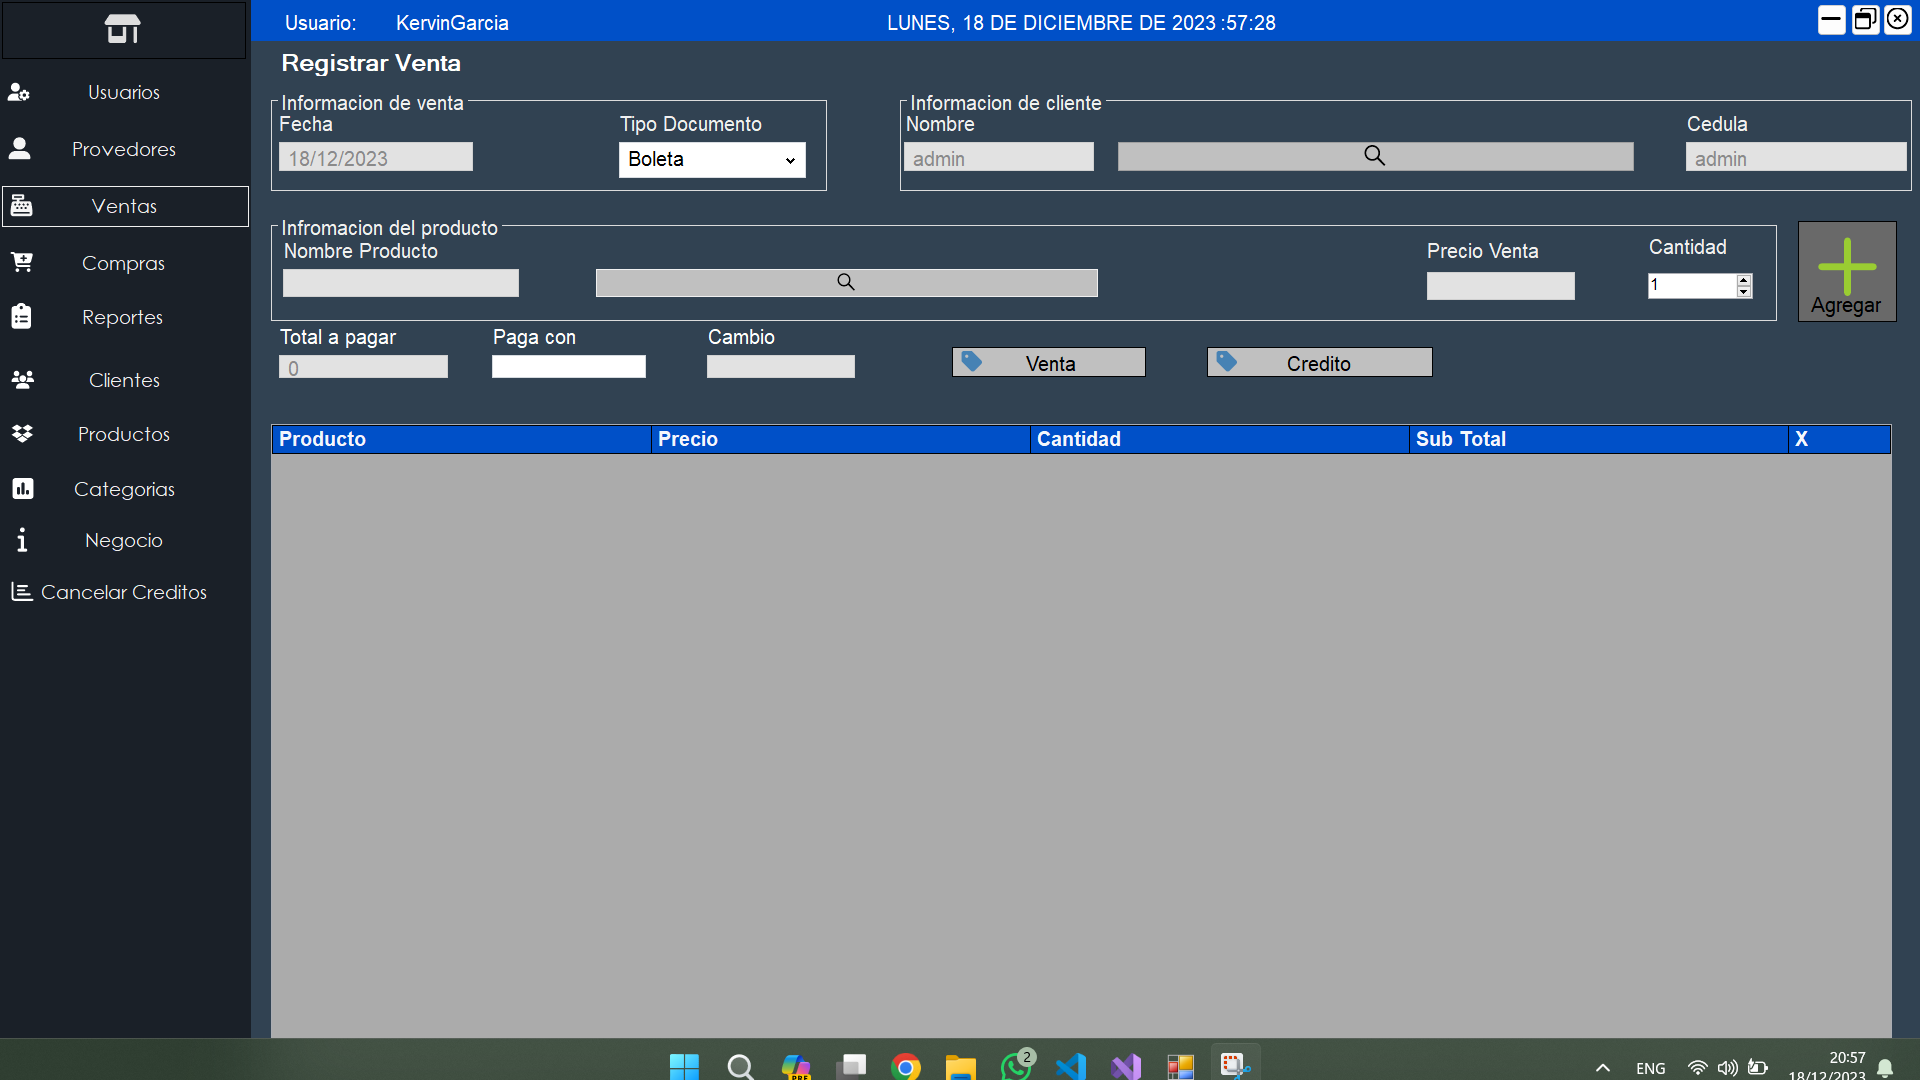 Usuario: KervinGarcia LUNES, 18 DE DICIEMBRE DE 2023 :57:28
Registrar Venta
Usuarios
Provedores
Ventas
Compras
Reportes
Clientes
Productos
Categorias
Negocio
Cancelar Creditos
Informacion de venta
Fecha Tipo Documento
18/12/2023 Boleta
Informacion de cliente
Nombre Cedula
admin admin
Infromacion del producto
Nombre Producto Precio Venta Cantidad
1
Agregar
Total a pagar Paga con Cambio
0 Venta Credito
Producto Precio Cantidad Sub Total X
PRE
2
ENG
20:57
18/12/2023